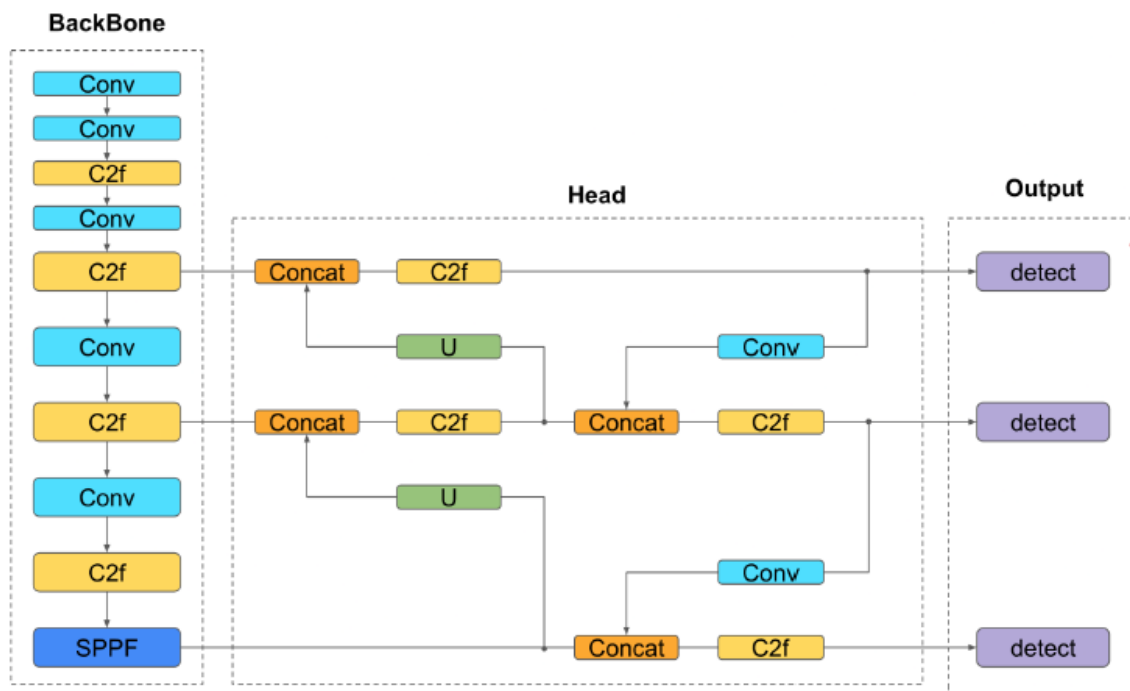 BackBone
Conv
Conv
C2f
Conv
C2f
Conv
C2f
Conv
C2f
SPPF
Head
Concat
C2f
U
Conv
Concat
C2f
Concat
C2f
U
Conv
Concat
C2f
Output
detect
detect
detect